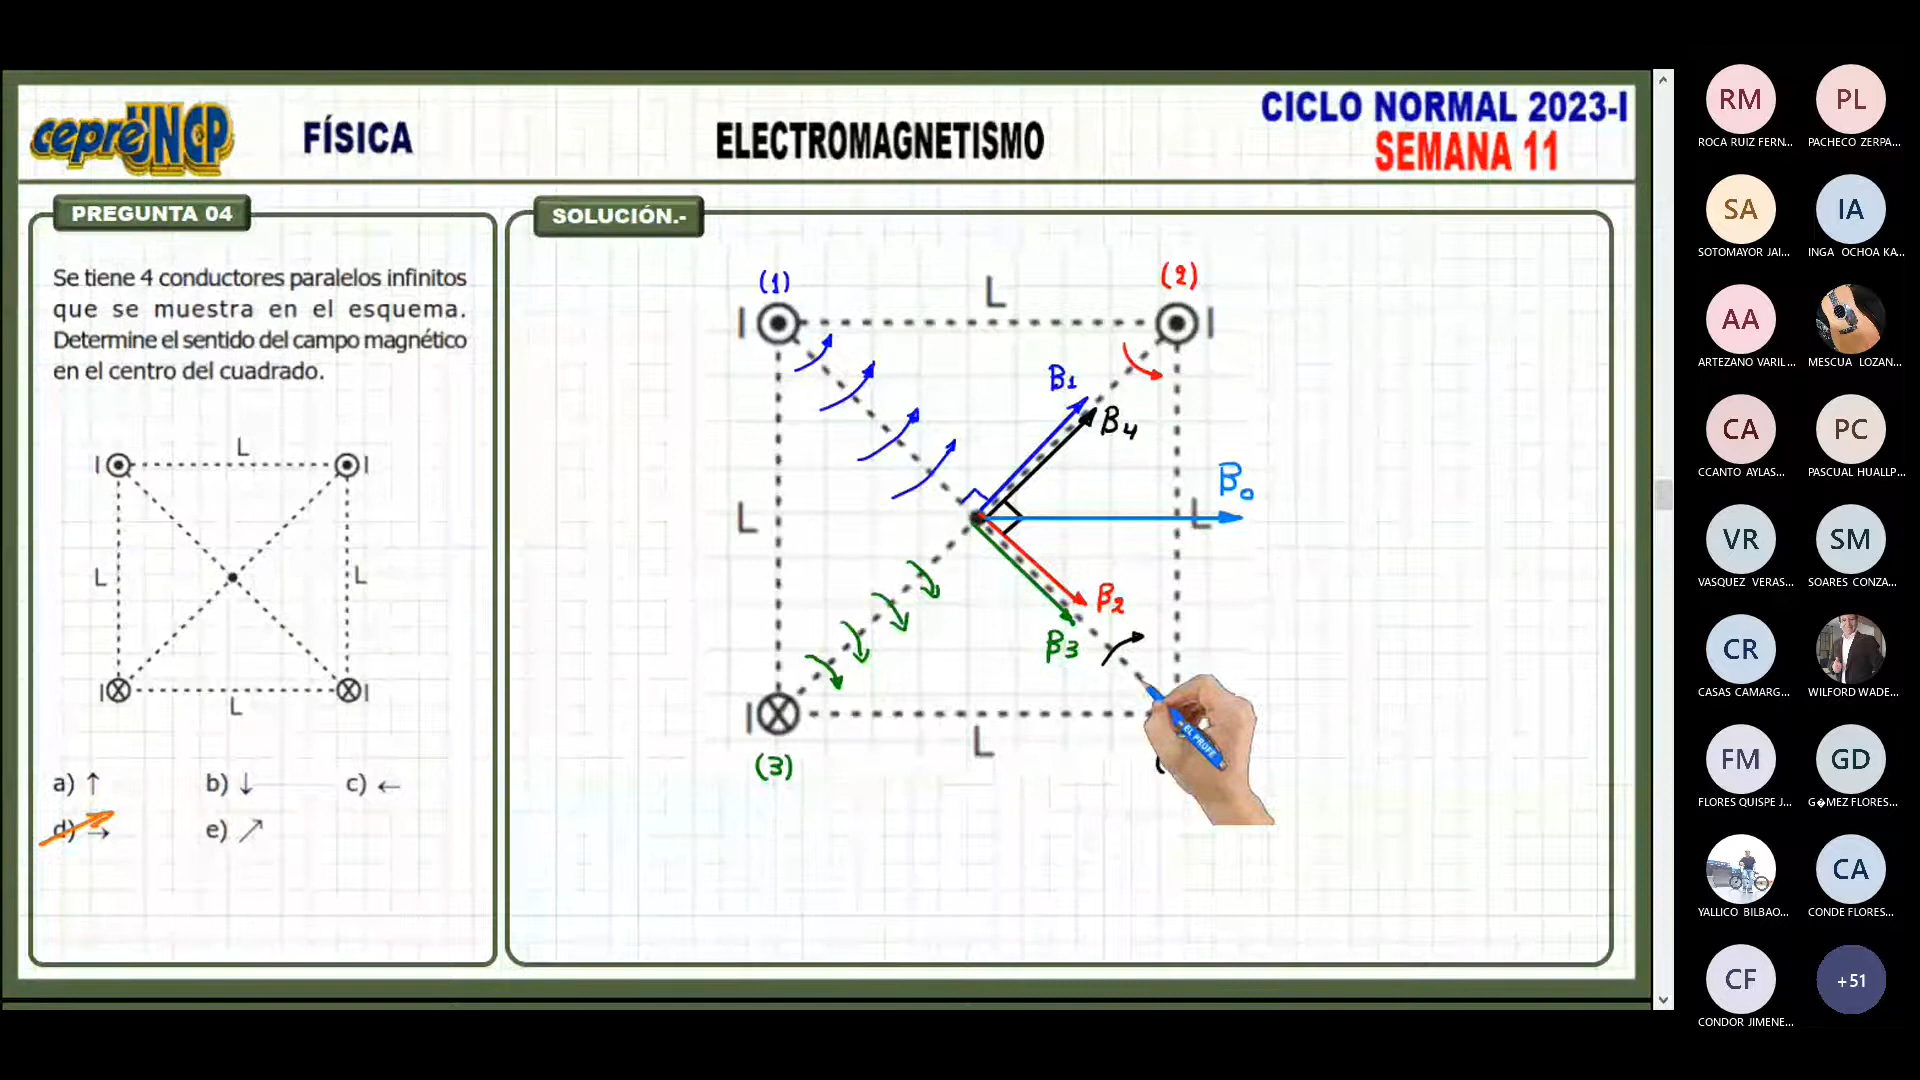 cepreUNCP
FÍSICA
ELECTROMAGNETISMO
CICLO NORMAL 2023-I
SEMANA 11
PREGUNTA 04
Se tiene 4 conductores paralelos infinitos
que se muestra en el esquema.
Determine el sentido del campo magnético
en el centro del cuadrado.
I L I
L L
I L I
a) ↑ b) ↓ c) ←
d) → e) ↗
SOLUCIÓN.-
(1) L (2)
I I
B1
B4
B0
L L
B2
B3
I
L
(3)
EL PROFE
RM
ROCA RUIZ FERN...
PL
PACHECO ZERPA...
SA
SOTOMAYOR JAI...
IA
INGA OCHOA KA...
AA
ARTEZANO VARIL...
MESCUA LOZAN...
CA
CCANTO AYLAS...
PC
PASCUAL HUALLP...
VR
VASQUEZ VERAS...
SM
SOARES CONZA...
CR
CASAS CAMARG...
WILFORD WADE...
FM
FLORES QUISPE J...
GD
G�MEZ FLORES...
YALLICO BILBAO...
CA
CONDE FLORES...
CF
CONDOR JIMENE...
+51